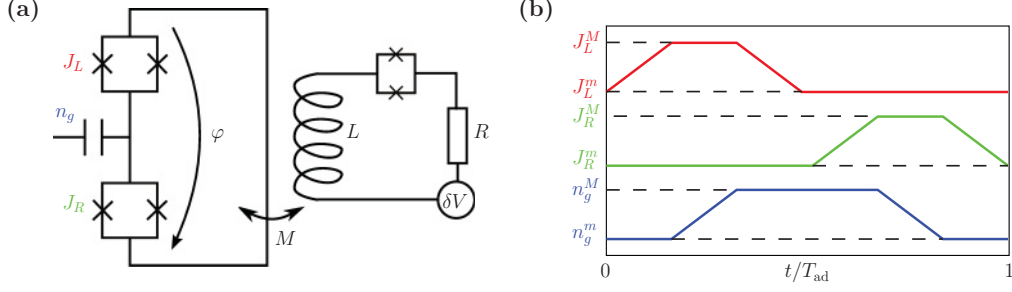 (a)
J_L
n_g
J_R
φ
M
L
R
δV
(b)
J_L^M
J_L^m
J_R^M
J_R^m
n_g^M
n_g^m
0
t/T_ad
1